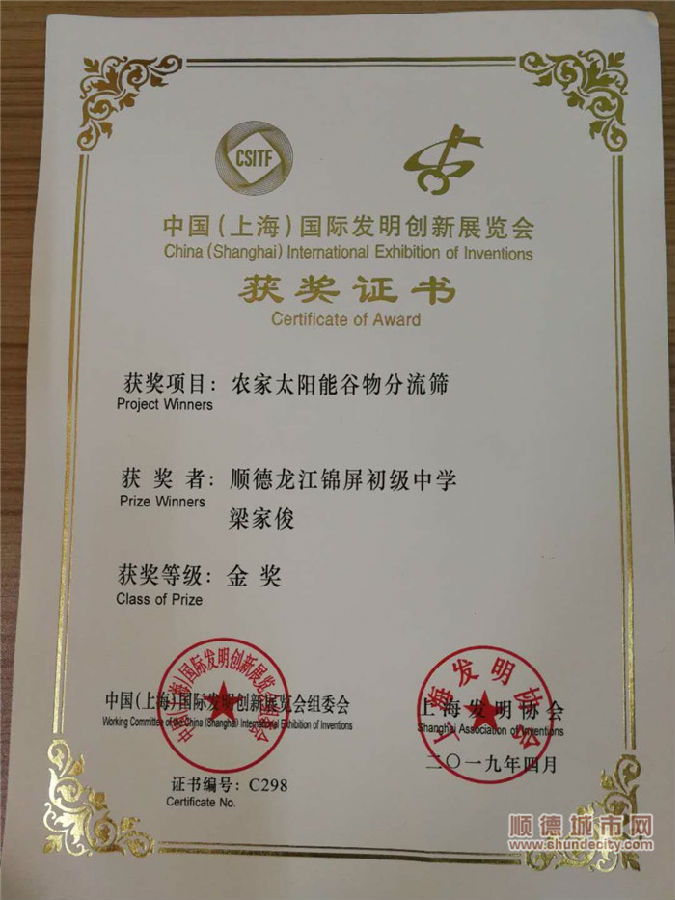 CSITF
中国(上海)国际发明创新展览会
China (Shanghai) International Exhibition of Inventions
获奖证书
Certificate of Award
获奖项目：农家太阳能谷物分流筛
Project Winners
获奖者：顺德龙江锦屏初级中学
Prize Winners
梁家俊
获奖等级：金奖
Class of Prize
中国(上海)国际发明创新展览会组委会
Working Committee of the China (Shanghai) International Exhibition of Inventions
上海发明协会
Shanghai Association of Inventions
二〇一九年四月
证书编号：C298
Certificate No.
上海发明协会
顺德城市网
www.shundecity.com